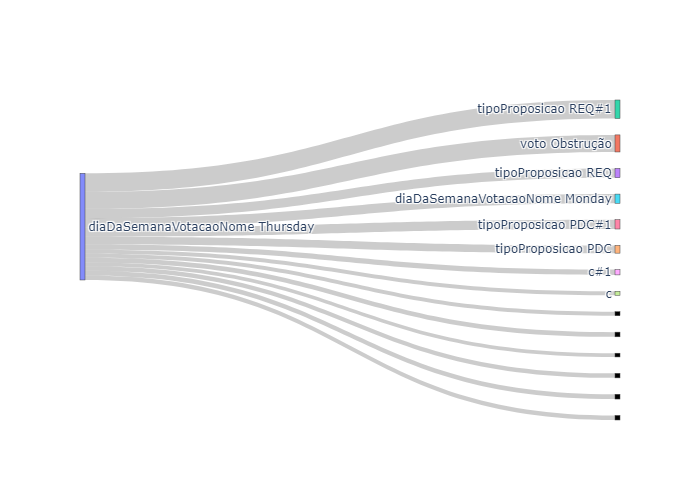 tipoProposicao REQ#1
voto Obstrução
tipoProposicao REQ
diaDaSemanaVotacaoNome Monday
tipoProposicao PDC#1
diaDaSemanaVotacaoNome Thursday
tipoProposicao PDC
c#1
c